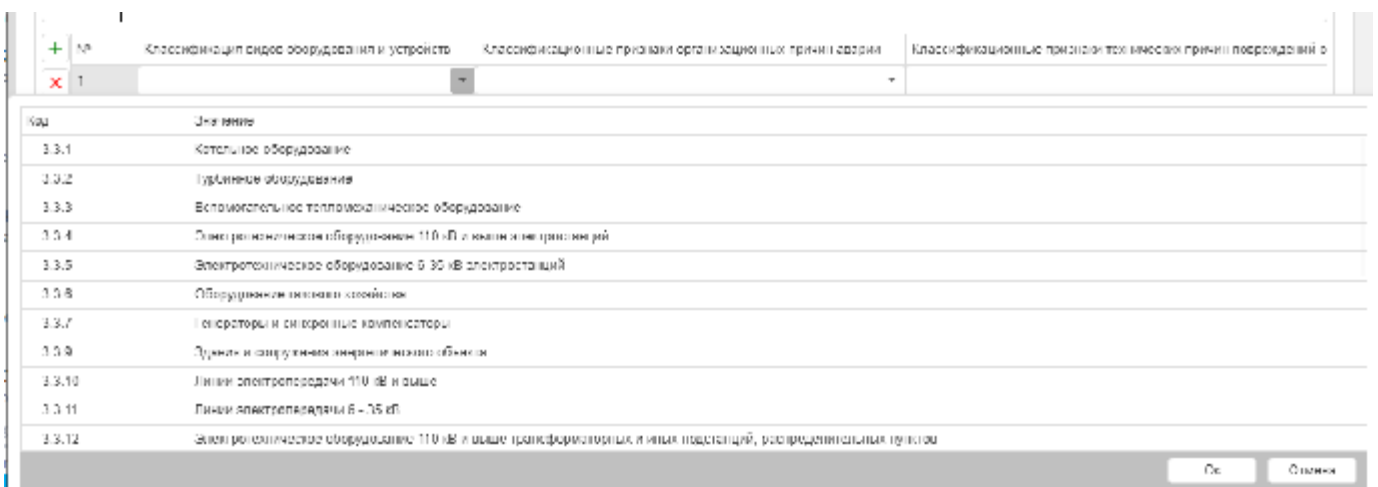 № Классификация видов оборудования и устройств Классификационные признаки организационных причин аварии Классификационные признаки технических причин повреждений о
1
Код Значение
3.3.1 Котельное оборудование
3.3.2 Турбинное оборудование
3.3.3 Вспомогательное тепломеханическое оборудование
3.3.4 Электротехническое оборудование 110 кВ и выше электростанций
3.3.5 Электротехническое оборудование 6-35 кВ электростанций
3.3.6 Оборудование газового хозяйства
3.3.7 Генераторы и синхронные компенсаторы
3.3.9 Здания и сооружения энергетического объекта
3.3.10 Линии электропередачи 110 кВ и выше
3.3.11 Линии электропередачи 6 - 35 кВ
3.3.12 Электротехническое оборудование 110 кВ и выше трансформаторных и иных подстанций, распределительных пунктов
Ок Отмена